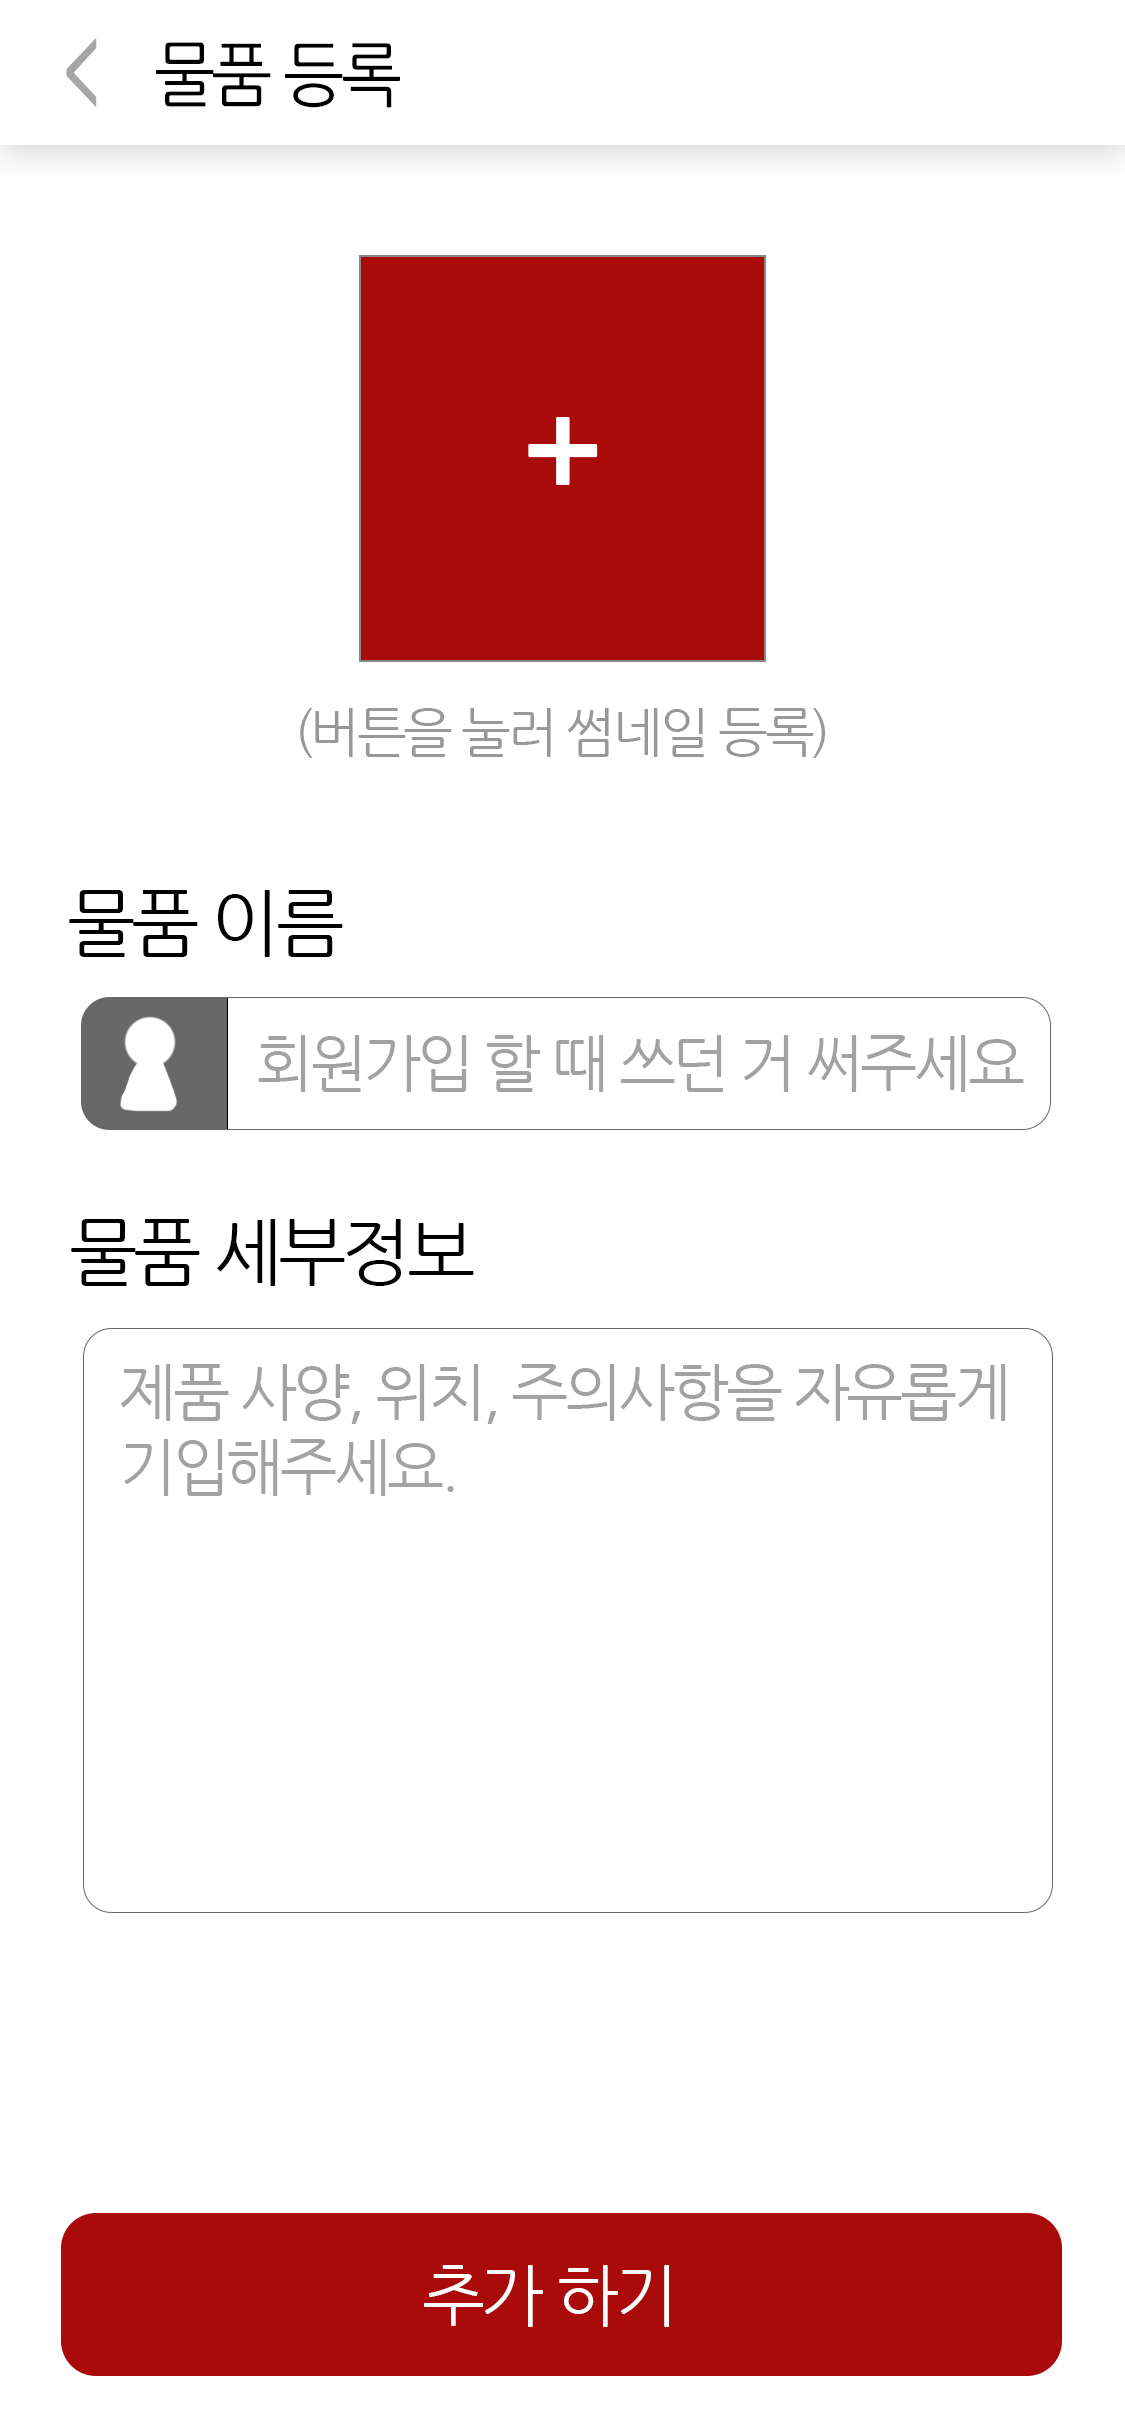 물품 등록
(버튼을 눌러 썸네일 등록)
물품 이름
회원가입 할 때 쓰던 거 써주세요
물품 세부정보
제품 사양, 위치, 주의사항을 자유롭게
기입해주세요.
추가 하기